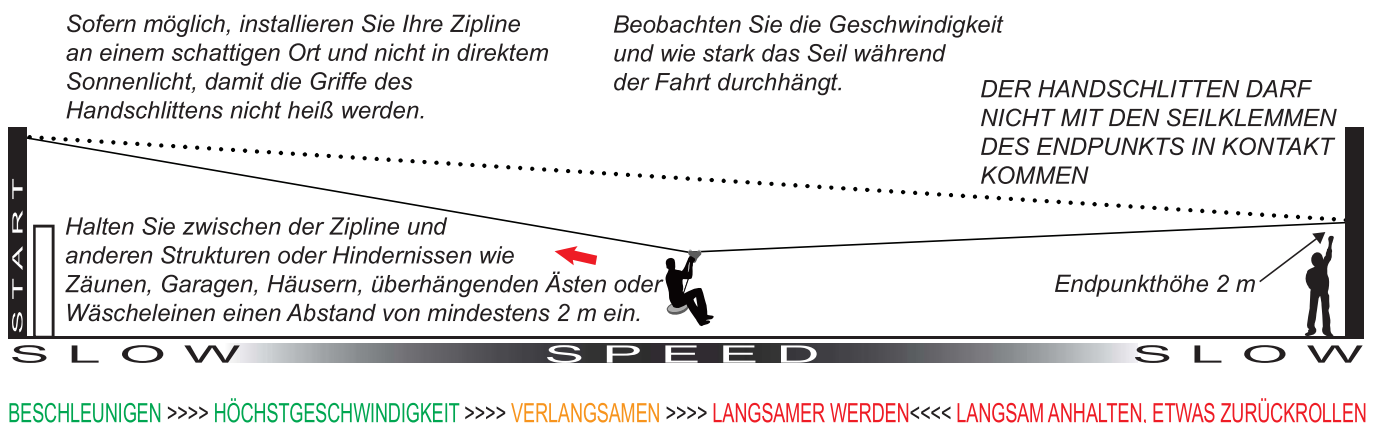 Sofern möglich, installieren Sie Ihre Zipline
an einem schattigen Ort und nicht in direktem
Sonnenlicht, damit die Griffe des
Handschlittens nicht heiß werden.
Beobachten Sie die Geschwindigkeit
und wie stark das Seil während
der Fahrt durchhängt.
DER HANDSCHLITTEN DARF
NICHT MIT DEN SEILKLEMMEN
DES ENDPUNKTS IN KONTAKT
KOMMEN
START
Halten Sie zwischen der Zipline und
anderen Strukturen oder Hindernissen wie
Zäunen, Garagen, Häusern, überhängenden Ästen oder
Wäscheleinen einen Abstand von mindestens 2 m ein.
Endpunkthöhe 2 m
SLOW SPEED SLOW
BESCHLEUNIGEN >>>> HÖCHSTGESCHWINDIGKEIT >>>> VERLANGSAMEN >>>> LANGSAMER WERDEN<<<< LANGSAM ANHALTEN, ETWAS ZURÜCKROLLEN